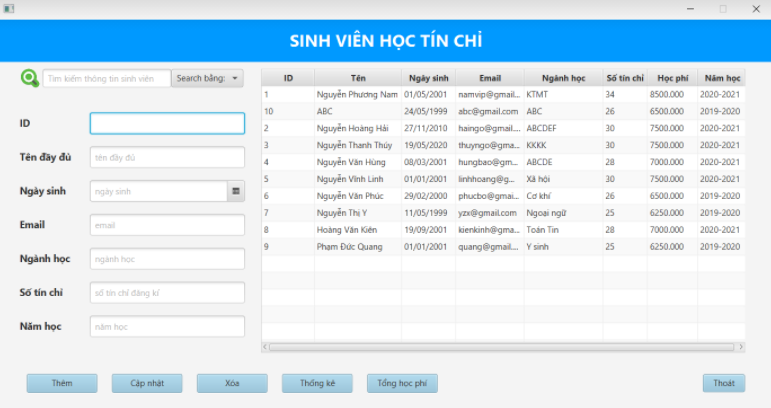 SINH VIÊN HỌC TÍN CHỈ
Tìm kiếm thông tin sinh viên Search bằng:
ID
Tên đầy đủ tên đầy đủ
Ngày sinh ngày sinh
Email email
Ngành học ngành học
Số tín chỉ số tín chỉ đăng kí
Năm học năm học
ID Tên Ngày sinh Email Ngành học Số tín chỉ Học phí Năm học
1 Nguyễn Phương Nam 01/05/2001 namvip@gmail... KTMT 34 8500.000 2020-2021
10 ABC 24/05/1999 abc@gmail.com ABC 26 6500.000 2019-2020
2 Nguyễn Hoàng Hải 27/11/2010 haingo@gmail... ABCDEF 30 7500.000 2020-2021
3 Nguyễn Thanh Thúy 19/05/2020 thuyngo@gma... KKKK 30 7500.000 2020-2021
4 Nguyễn Văn Hùng 08/03/2001 hungbao@gm... ABCDE 28 7000.000 2020-2021
5 Nguyễn Vĩnh Linh 01/01/2001 linhhoang@g... Xã hội 30 7500.000 2020-2021
6 Nguyễn Văn Phúc 29/02/2000 phucbo@gmai... Cơ khí 26 6500.000 2019-2020
7 Nguyễn Thị Y 11/05/1999 yzx@gmail.com Ngoại ngữ 25 6250.000 2019-2020
8 Hoàng Văn Kiên 19/09/2001 kienkinh@gma... Toán Tin 28 7000.000 2020-2021
9 Phạm Đức Quang 01/01/2001 quang@gmail.... Y sinh 25 6250.000 2019-2020
Thêm Cập nhật Xóa Thống kê Tổng học phí Thoát